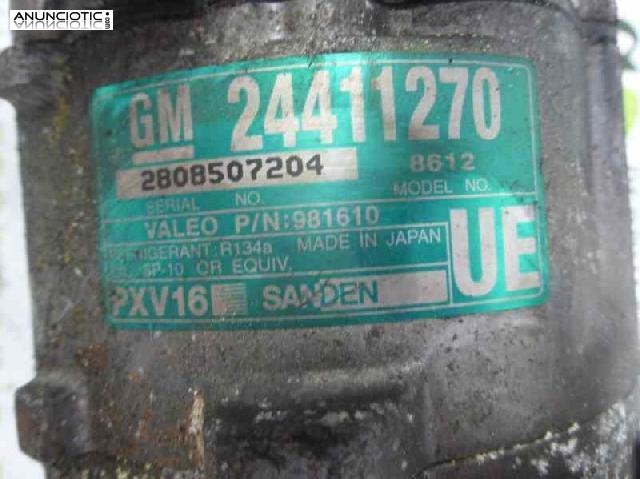 ANUNCIOTIC.com
GM 24411270
2808507204 8612
SERIAL NO. MODEL NO.
VALEO P/N:981610
R134a MADE IN JAPAN
SP-10 OR EQUIV.
PXV16 SANDEN
UE